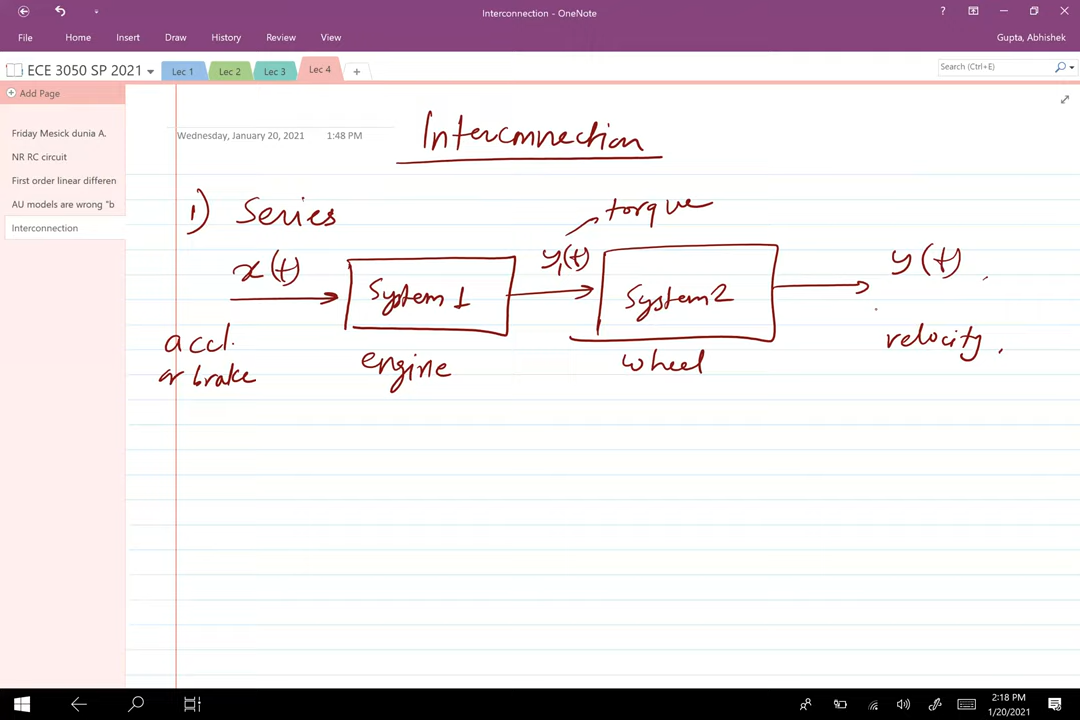 Interconnection - OneNote
?
File Home Insert Draw History Review View
Gupta, Abhishek
ECE 3050 SP 2021
Lec 1 Lec 2 Lec 3 Lec 4 +
Search (Ctrl+E)
Add Page
Friday Mesick dunia A.
NR RC circuit
First order linear differen
AU models are wrong "b
Interconnection
Wednesday, January 20, 2021 1:48 PM
Interconnection
1) Series
torque
x(t) System 1 y₁(t) System 2 y(t)
accl. or brake
engine
wheel
velocity.
2:18 PM
1/20/2021